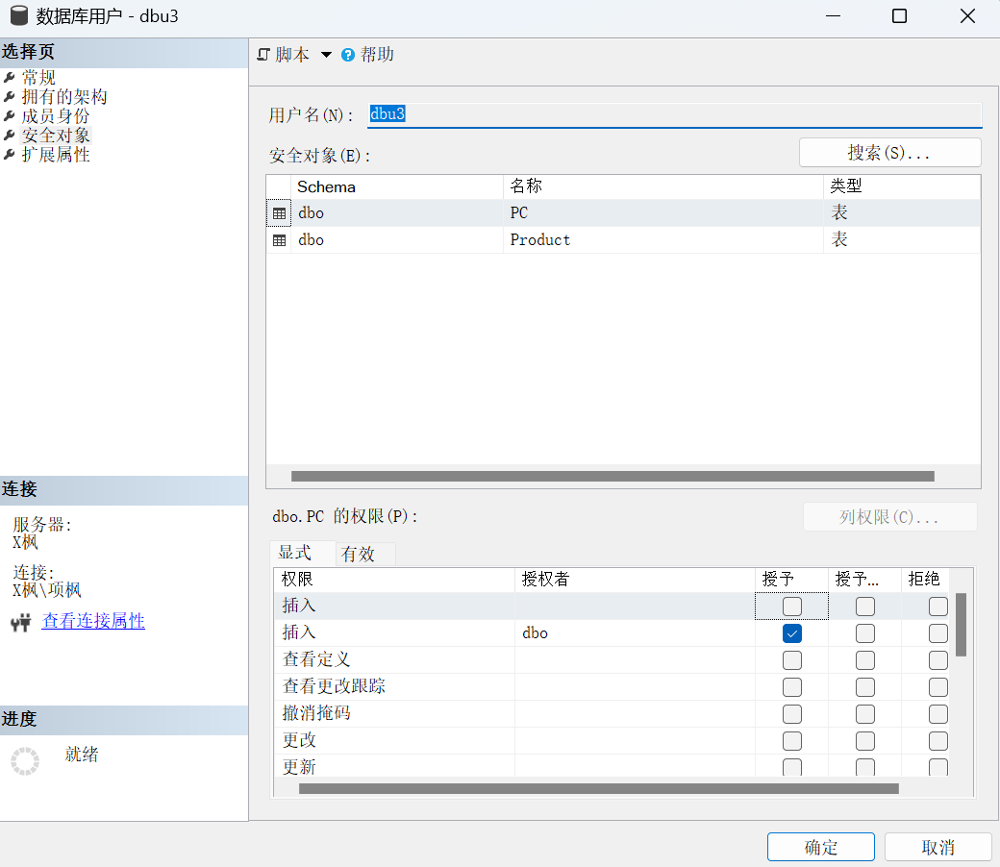 数据库用户 - dbu3
选择页
常规
拥有的架构
成员身份
安全对象
扩展属性
连接
服务器:
X枫
连接:
X枫\项枫
查看连接属性
进度
就绪
脚本 帮助
用户名(N): dbu3
安全对象(E): 搜索(S)...
Schema 名称 类型
dbo PC 表
dbo Product 表
dbo.PC 的权限(P): 列权限(C)...
显式 有效
权限 授权者 授予 授予... 拒绝
插入
插入 dbo
查看定义
查看更改跟踪
撤消掩码
更改
更新
确定 取消